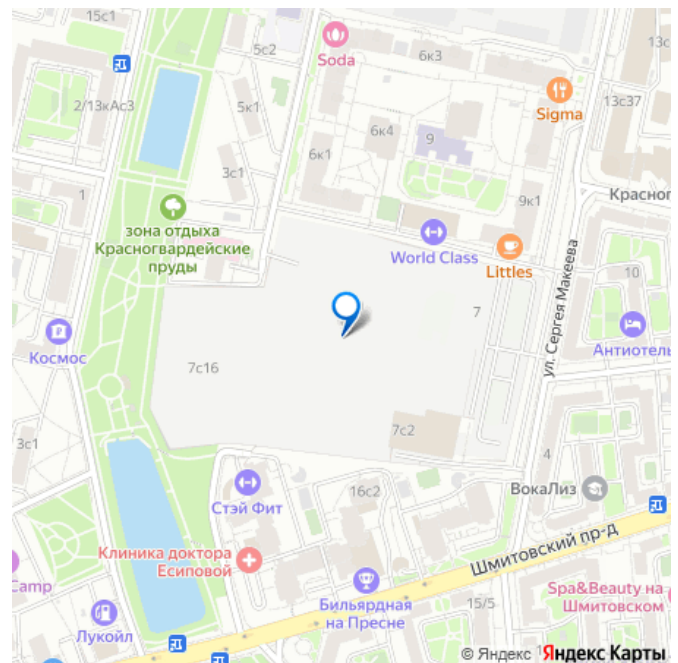 15с1
Soda
6к3
13с
5с2
2/13кАс3
5к1
Sigma
13с37
6к4
9
6к1
3с1
1
9к1
Красног
зона отдыха
Красногвардейские
пруды
World Class
Littles
ул. Сергея Макеева
10
7
Космос
Антиотель
7с16
7с2
3с1
4
16с2
ВокаЛиз
Стэй Фит
Шмитовский пр-д
Клиника доктора
Есиповой
Camp
Бильярдная
на Пресне
15/5
Spa&Beauty на
Шмитовском
Лукойл
© Яндекс
Яндекс Карты